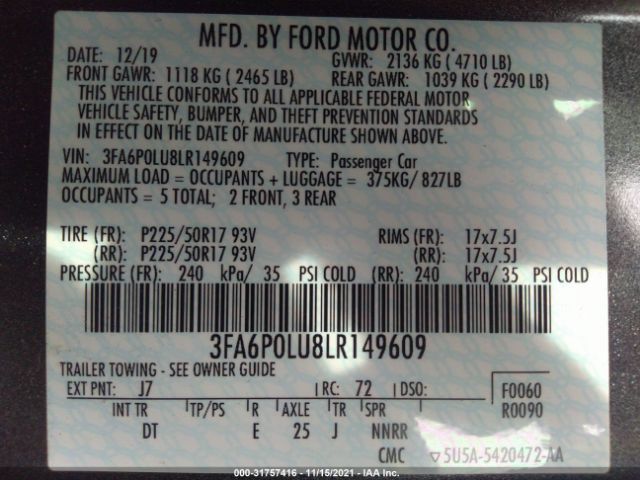 MFD. BY FORD MOTOR CO.
DATE: 12/19 GVWR: 2136 KG ( 4710 LB)
FRONT GAWR: 1118 KG ( 2465 LB) REAR GAWR: 1039 KG ( 2290 LB)
THIS VEHICLE CONFORMS TO ALL APPLICABLE FEDERAL MOTOR
VEHICLE SAFETY, BUMPER, AND THEFT PREVENTION STANDARDS
IN EFFECT ON THE DATE OF MANUFACTURE SHOWN ABOVE.
VIN: 3FA6P0LU8LR149609 TYPE: Passenger Car
MAXIMUM LOAD = OCCUPANTS + LUGGAGE = 375KG/ 827LB
OCCUPANTS = 5 TOTAL; 2 FRONT, 3 REAR
TIRE (FR): P225/50R17 93V RIMS (FR): 17x7.5J
(RR): P225/50R17 93V (RR): 17x7.5J
PRESSURE (FR): 240 kPa/ 35 PSI COLD (RR): 240 kPa/ 35 PSI COLD
3FA6P0LU8LR149609
TRAILER TOWING - SEE OWNER GUIDE
EXT PNT: J7 RC: 72 DSO: F0060
R0090
INT TR TP/PS R AXLE TR SPR
DT E 25 J NNRR
CMC ▽5U5A-5420472-AA
000-31757416 - 11/15/2021 - IAA Inc.